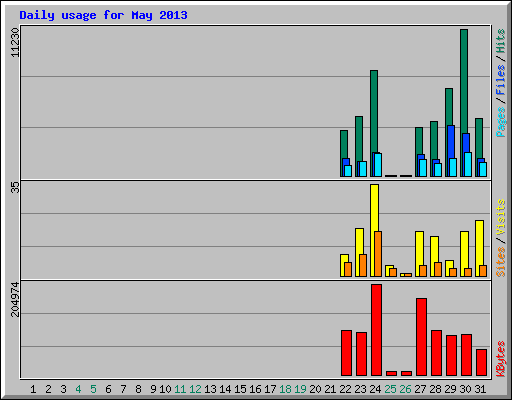 Daily usage for May 2013
11230
Pages / Files / Hits
35
Sites / Visits
204974
KBytes
1 2 3 4 5 6 7 8 9 10 11 12 13 14 15 16 17 18 19 20 21 22 23 24 25 26 27 28 29 30 31